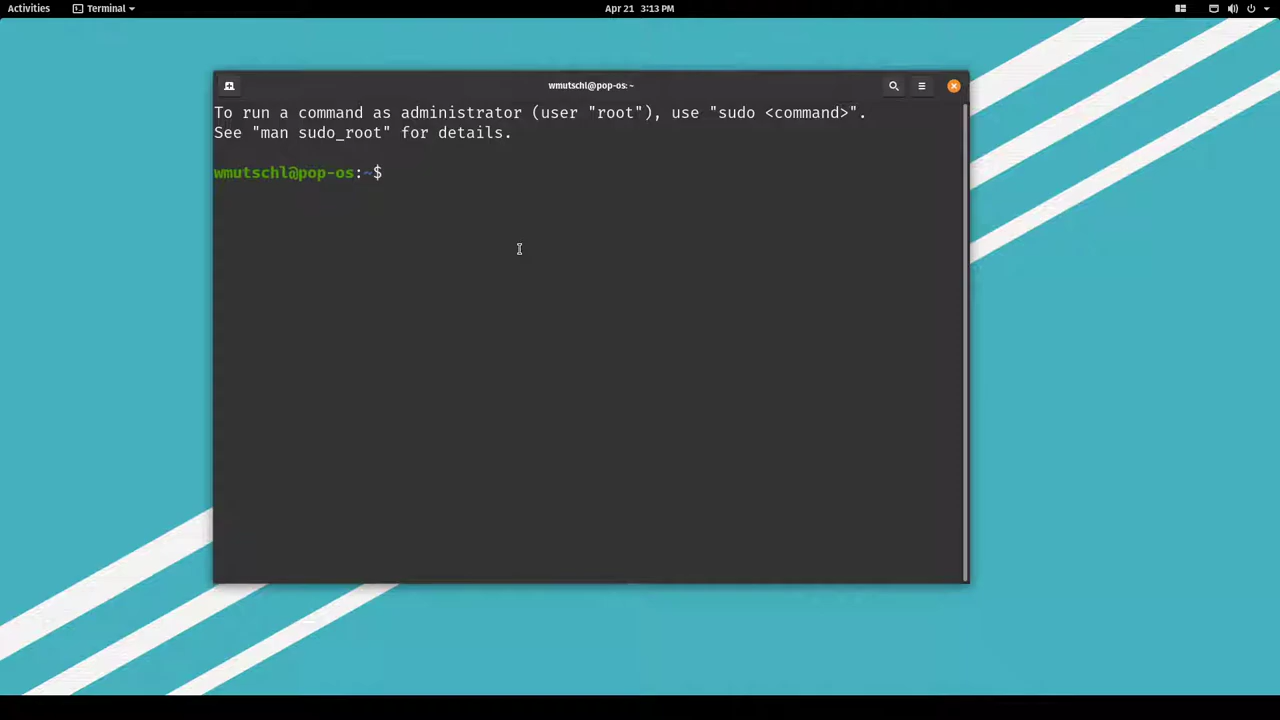 Activities Terminal Apr 21 3:13 PM
wmutschl@pop-os: ~
To run a command as administrator (user "root"), use "sudo <command>".
See "man sudo_root" for details.
wmutschl@pop-os:~$